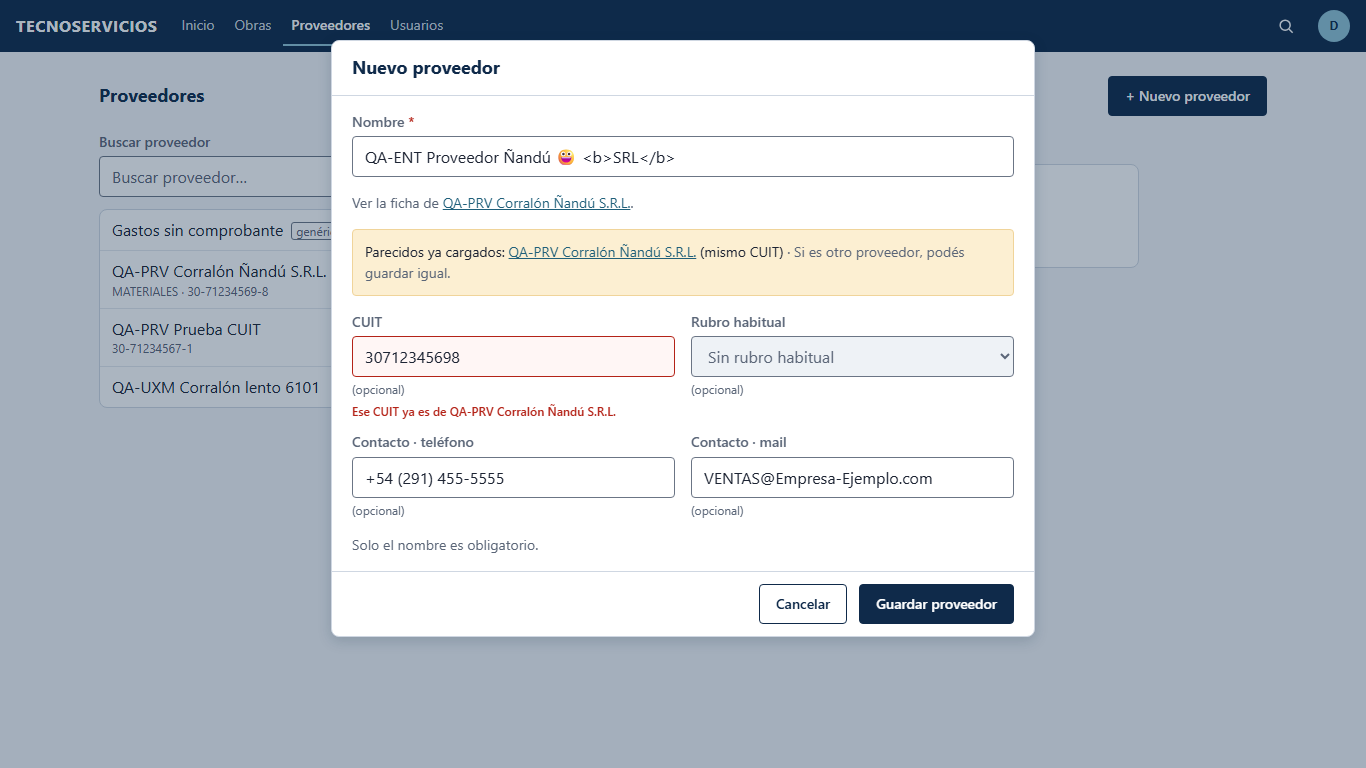 TECNOSERVICIOS Inicio Obras Proveedores Usuarios D
Proveedores
+ Nuevo proveedor
Buscar proveedor
Buscar proveedor...
Gastos sin comprobante
QA-PRV Corralón Ñandú S.R.L.
MATERIALES · 30-71234569-8
QA-PRV Prueba CUIT
30-71234567-1
QA-UXM Corralón lento 6101
Nuevo proveedor
Nombre *
QA-ENT Proveedor Ñandú 😀 <b>SRL</b>
Ver la ficha de QA-PRV Corralón Ñandú S.R.L..
Parecidos ya cargados: QA-PRV Corralón Ñandú S.R.L. (mismo CUIT) · Si es otro proveedor, podés
guardar igual.
CUIT Rubro habitual
30712345698 Sin rubro habitual
(opcional) (opcional)
Ese CUIT ya es de QA-PRV Corralón Ñandú S.R.L.
Contacto · teléfono Contacto · mail
+54 (291) 455-5555 VENTAS@Empresa-Ejemplo.com
(opcional) (opcional)
Solo el nombre es obligatorio.
Cancelar Guardar proveedor